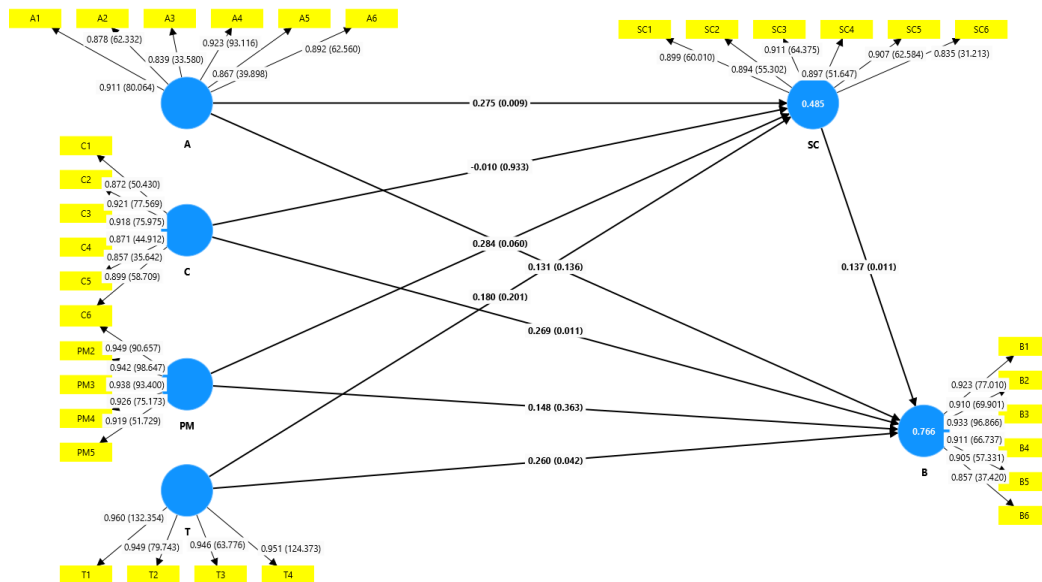 A1
A2
A3
A4
A5
A6
0.911 (80.064)
0.878 (62.332)
0.839 (33.580)
0.923 (93.116)
0.867 (39.898)
0.892 (62.560)
A
SC1
SC2
SC3
SC4
SC5
SC6
0.899 (60.010)
0.894 (55.302)
0.911 (64.375)
0.897 (51.647)
0.907 (62.584)
0.835 (31.213)
0.485
SC
0.275 (0.009)
C1
C2
C3
C4
C5
C6
0.872 (50.430)
0.921 (77.569)
0.918 (75.975)
0.871 (44.912)
0.857 (35.642)
0.899 (58.709)
C
-0.010 (0.933)
0.284 (0.060)
0.131 (0.136)
0.137 (0.011)
0.180 (0.201)
0.269 (0.011)
PM2
PM3
PM4
PM5
0.949 (90.657)
0.942 (98.647)
0.938 (93.400)
0.926 (75.173)
0.919 (51.729)
PM
0.148 (0.363)
0.260 (0.042)
B1
B2
B3
B4
B5
B6
0.923 (77.010)
0.910 (69.901)
0.933 (96.866)
0.911 (66.737)
0.905 (57.331)
0.857 (37.420)
0.766
B
T
0.960 (132.354)
0.949 (79.743)
0.946 (63.776)
0.951 (124.373)
T1
T2
T3
T4